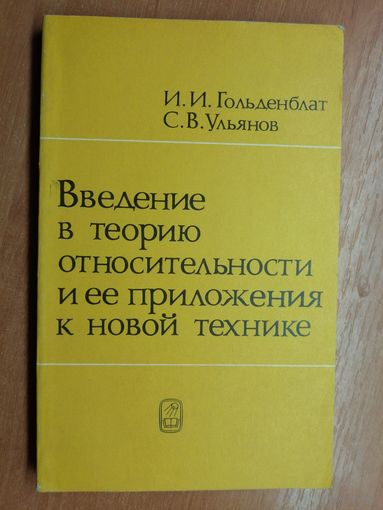 И. И. Гольденблат
С. В. Ульянов
Введение
в теорию
относительности
и ее приложения
к новой технике